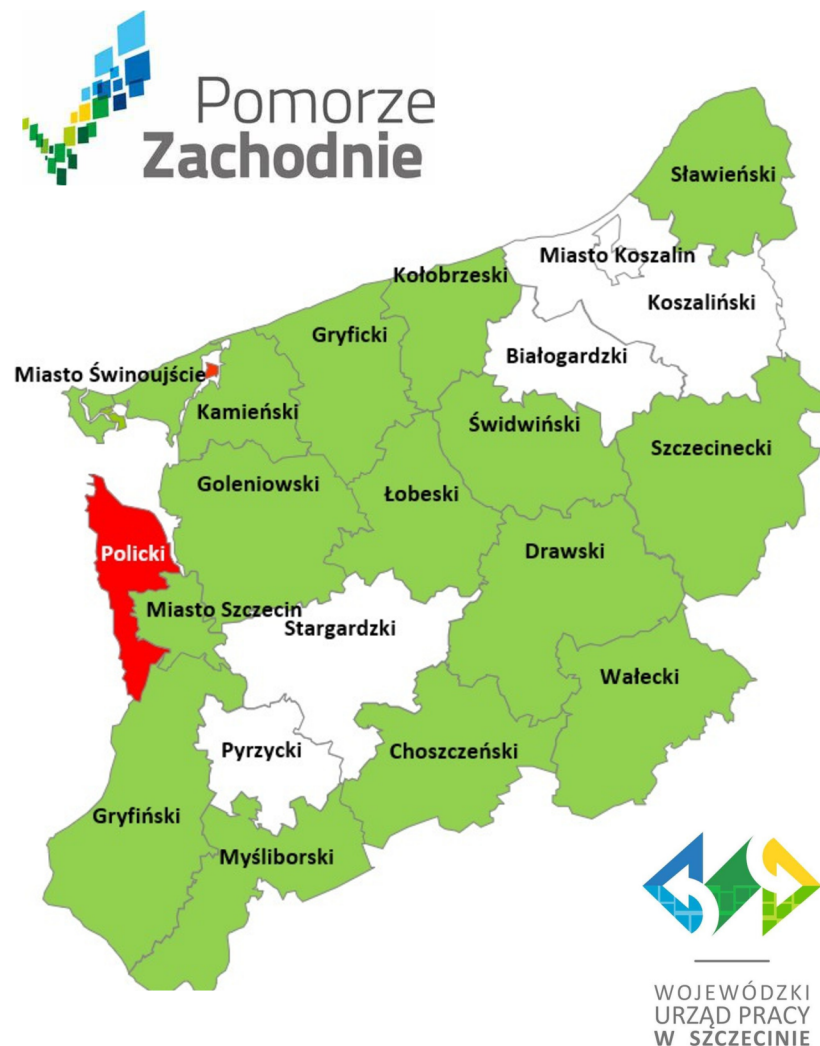 Pomorze
Zachodnie
Sławieński
Miasto Koszalin
Kołobrzeski
Koszaliński
Gryficki
Białogardzki
Miasto Świnoujście
Kamieński
Świdwiński
Szczecinecki
Goleniowski
Łobeski
Policki
Drawski
Miasto Szczecin
Stargardzki
Wałecki
Pyrzycki
Choszczeński
Gryfiński
Myśliborski
WOJEWÓDZKI
URZĄD PRACY
W SZCZECINIE